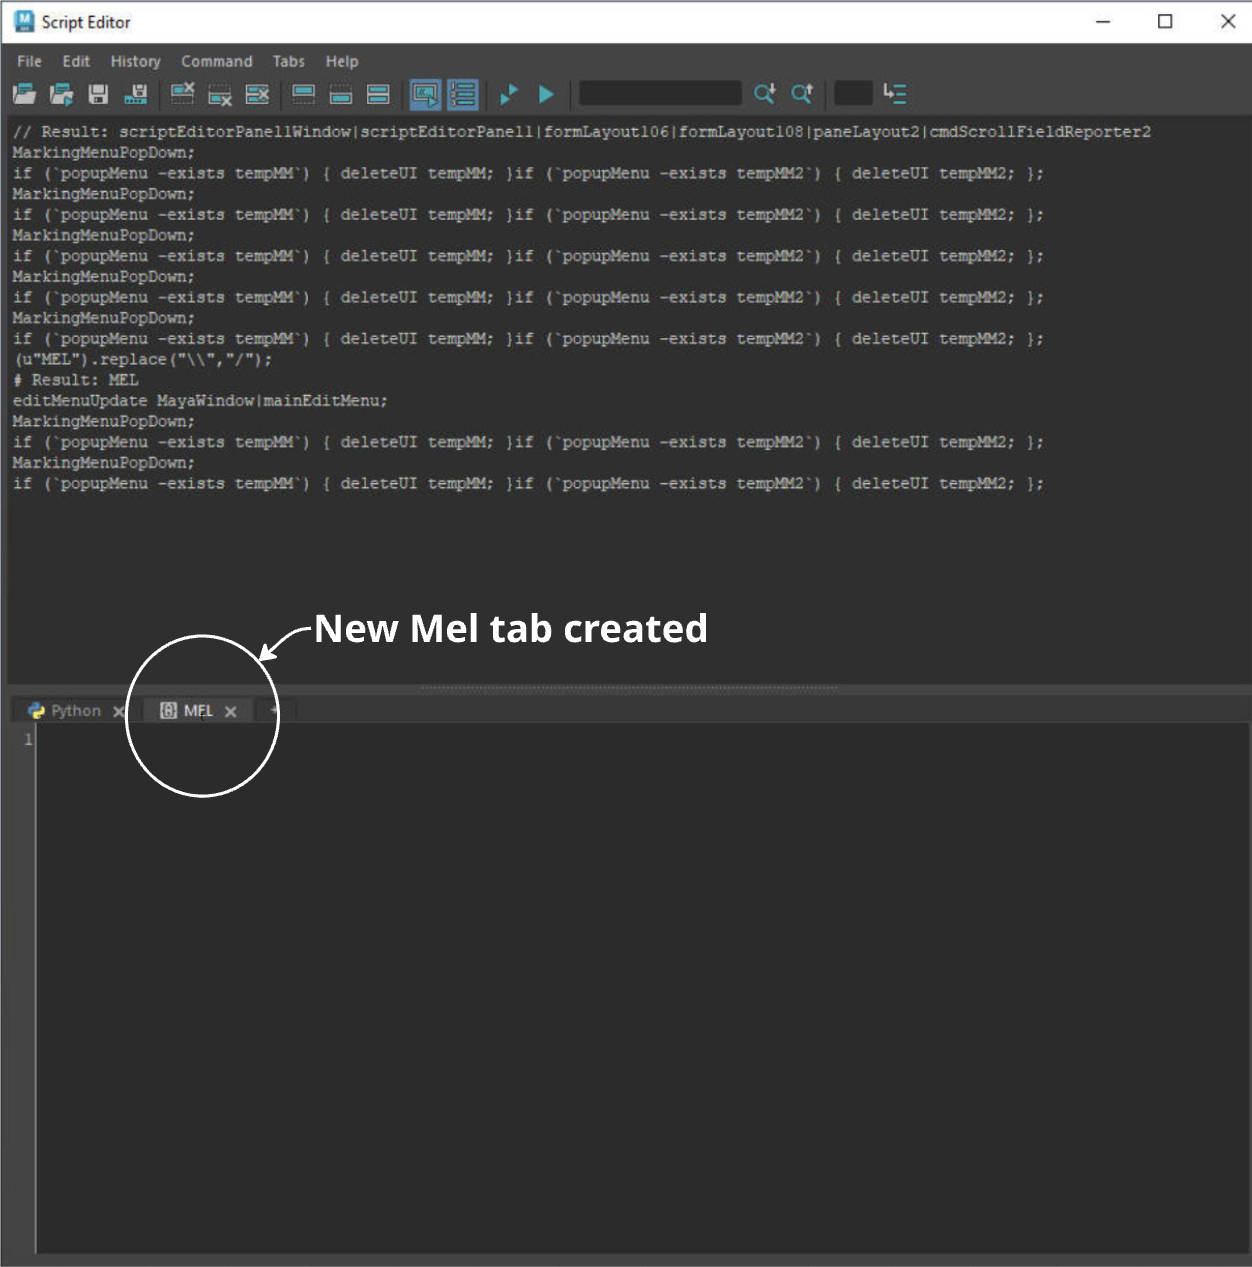 Script Editor
File Edit History Command Tabs Help
// Result: scriptEditorPanel1Window|scriptEditorPanel1|formLayout106|formLayout108|paneLayout2|cmdScrollFieldReporter2
MarkingMenuPopDown;
if (`popupMenu -exists tempMM`) { deleteUI tempMM; }if (`popupMenu -exists tempMM2`) { deleteUI tempMM2; };
MarkingMenuPopDown;
if (`popupMenu -exists tempMM`) { deleteUI tempMM; }if (`popupMenu -exists tempMM2`) { deleteUI tempMM2; };
MarkingMenuPopDown;
if (`popupMenu -exists tempMM`) { deleteUI tempMM; }if (`popupMenu -exists tempMM2`) { deleteUI tempMM2; };
MarkingMenuPopDown;
if (`popupMenu -exists tempMM`) { deleteUI tempMM; }if (`popupMenu -exists tempMM2`) { deleteUI tempMM2; };
MarkingMenuPopDown;
if (`popupMenu -exists tempMM`) { deleteUI tempMM; }if (`popupMenu -exists tempMM2`) { deleteUI tempMM2; };
(u"MEL").replace("\\","/");
# Result: MEL
editMenuUpdate MayaWindow|mainEditMenu;
MarkingMenuPopDown;
if (`popupMenu -exists tempMM`) { deleteUI tempMM; }if (`popupMenu -exists tempMM2`) { deleteUI tempMM2; };
MarkingMenuPopDown;
if (`popupMenu -exists tempMM`) { deleteUI tempMM; }if (`popupMenu -exists tempMM2`) { deleteUI tempMM2; };
New Mel tab created
Python MEL
1